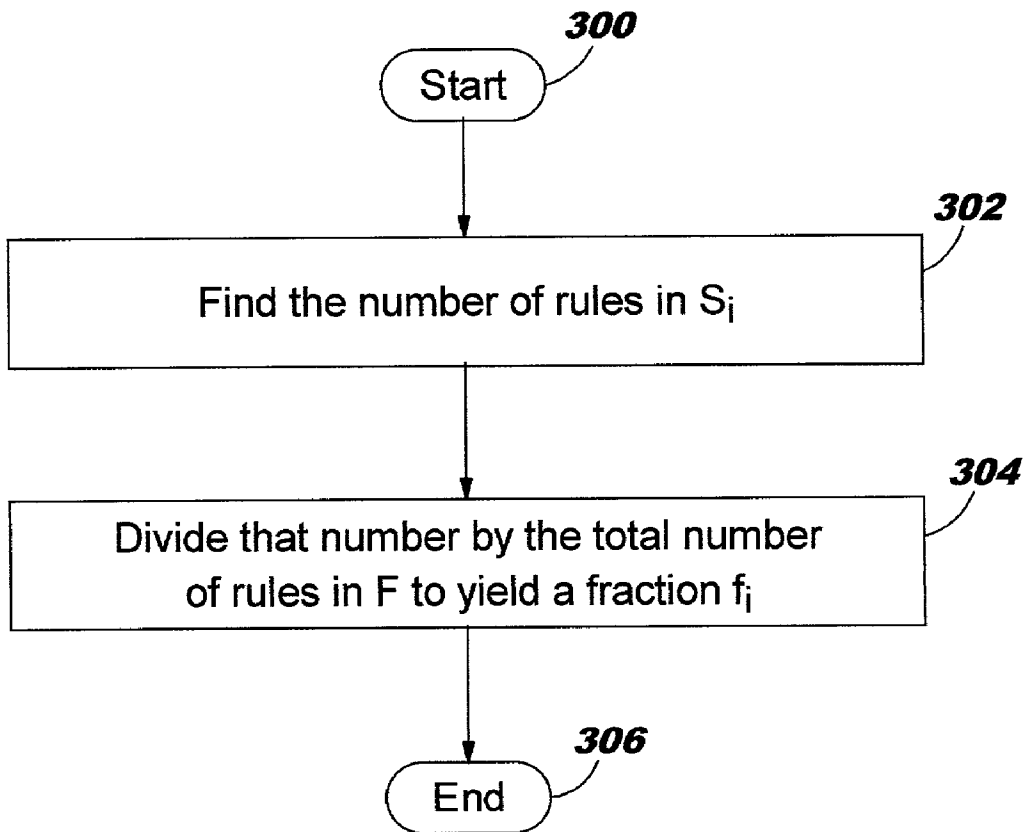 300
Start
302
Find the number of rules in Si
304
Divide that number by the total number
of rules in F to yield a fraction fi
306
End